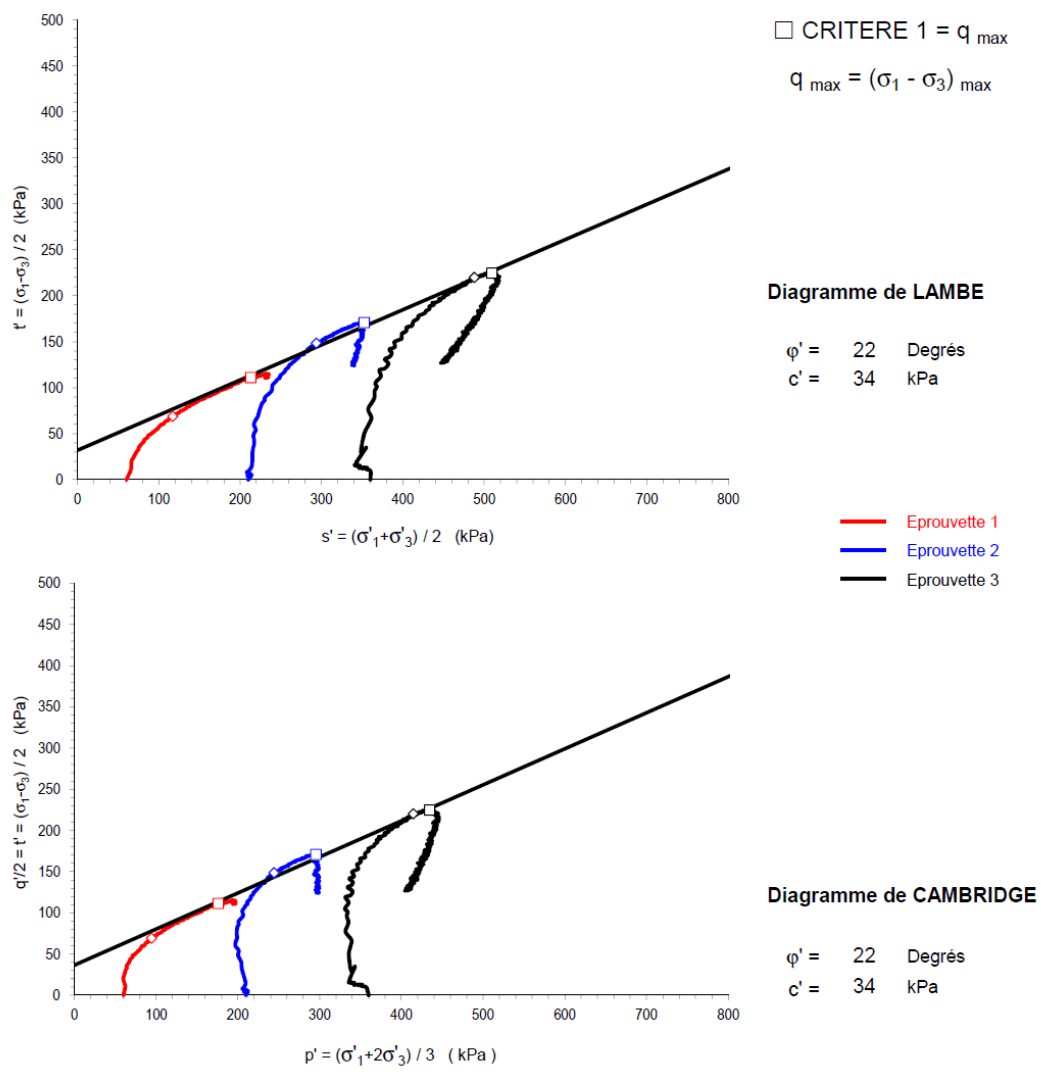 □ CRITERE 1 = q max
q max = (σ1 - σ3) max
500
450
400
350
300
250
200
150
100
50
0
t' = (σ1-σ3) / 2 (kPa)
0 100 200 300 400 500 600 700 800
s' = (σ'1+σ'3) / 2 (kPa)
Diagramme de LAMBE
φ' = 22 Degrés
c' = 34 kPa
Eprouvette 1
Eprouvette 2
Eprouvette 3
500
450
400
350
300
250
200
150
100
50
0
q'/2 = t' = (σ1-σ3) / 2 (kPa)
0 100 200 300 400 500 600 700 800
p' = (σ'1+2σ'3) / 3 ( kPa )
Diagramme de CAMBRIDGE
φ' = 22 Degrés
c' = 34 kPa